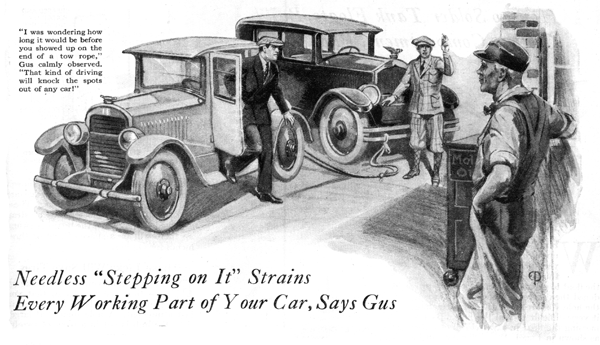 "I was wondering how
long it would be before
you showed up on the
end of a tow rope,"
Gus calmly observed.
"That kind of driving
will knock the spots
out of any car!"
Mol
Oil
Needless "Stepping on It" Strains
Every Working Part of Your Car, Says Gus